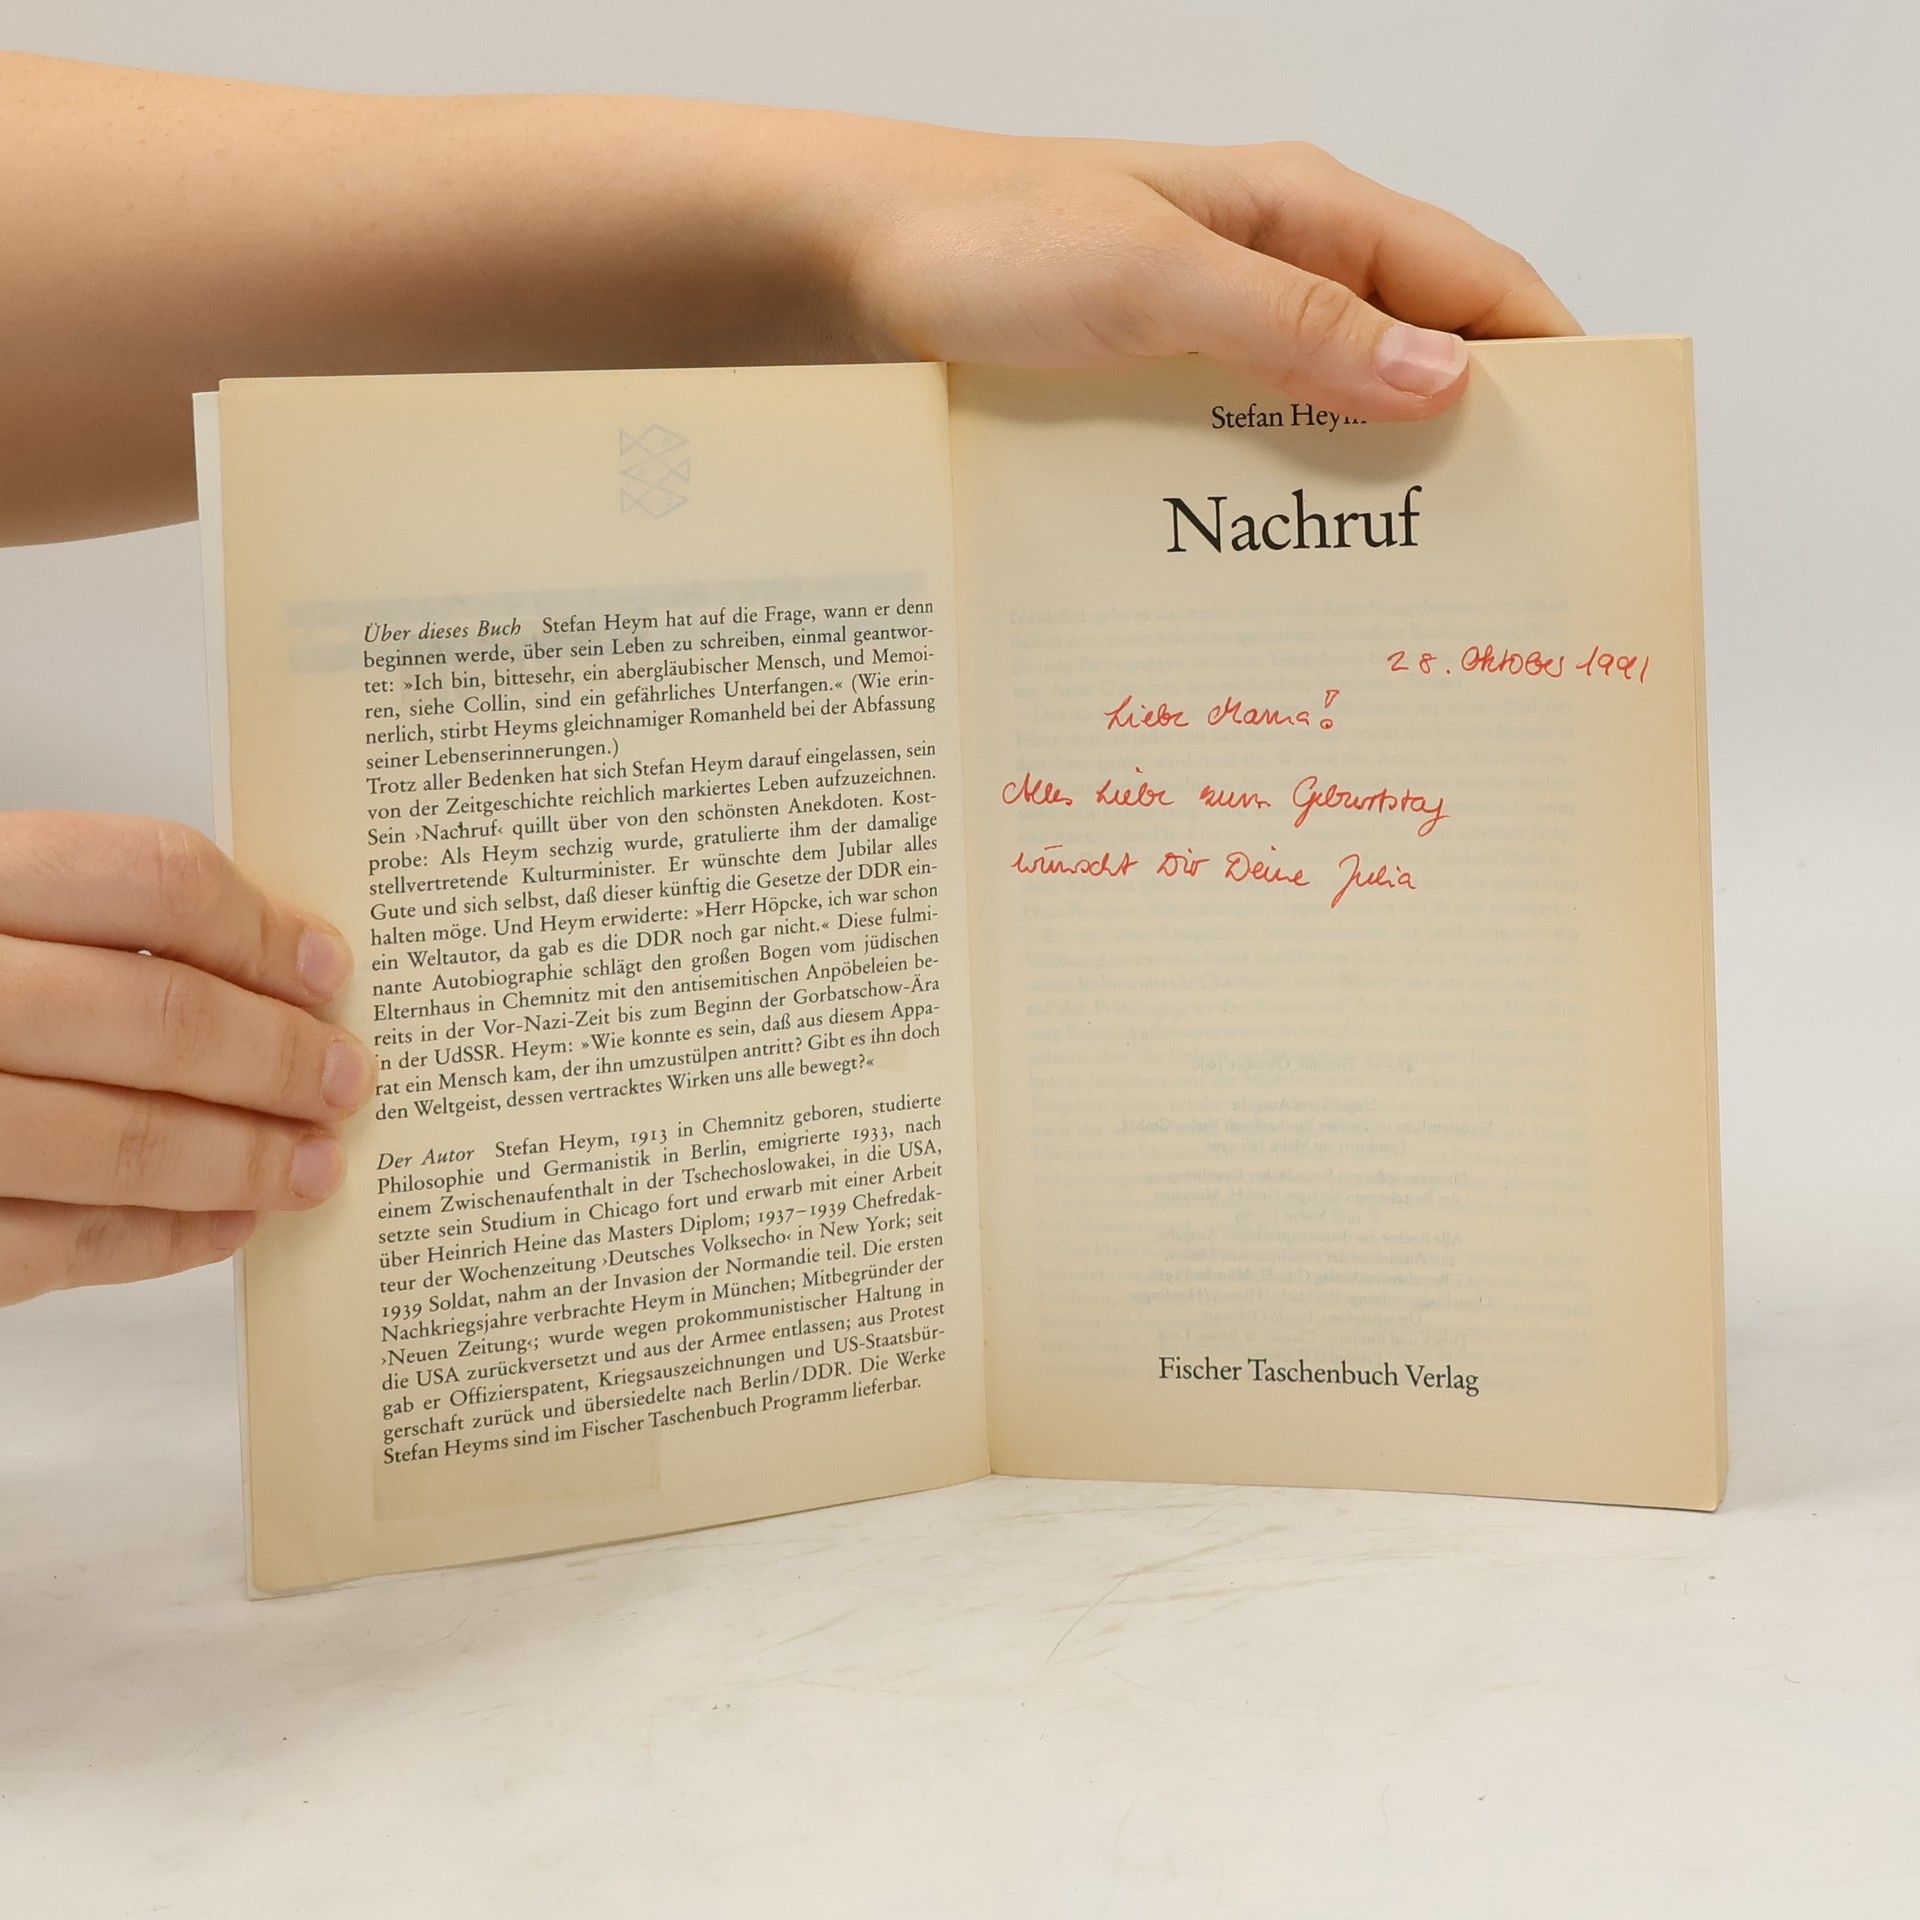 Über dieses Buch Stefan Heym hat auf die Frage, wann er denn
beginnen werde, über sein Leben zu schreiben, einmal geantwor-
tet: »Ich bin, bittesehr, ein abergläubischer Mensch, und Memoi-
ren, siehe Collin, sind ein gefährliches Unterfangen.« (Wie erin-
nerlich, stirbt Heyms gleichnamiger Romanheld bei der Abfassung
seiner Lebenserinnerungen.)
Trotz aller Bedenken hat sich Stefan Heym darauf eingelassen, sein
von der Zeitgeschichte reichlich markiertes Leben aufzuzeichnen.
Sein ›Nachruf‹ quillt über von den schönsten Anekdoten. Kost-
probe: Als Heym sechzig wurde, gratulierte ihm der damalige
stellvertretende Kulturminister. Er wünschte dem Jubilar alles
Gute und sich selbst, daß dieser künftig die Gesetze der DDR ein-
halten möge. Und Heym erwiderte: »Herr Höpcke, ich war schon
ein Weltautor, da gab es die DDR noch gar nicht.« Diese fulmi-
nante Autobiographie schlägt den großen Bogen vom jüdischen
Elternhaus in Chemnitz mit den antisemitischen Anpöbeleien be-
reits in der Vor-Nazi-Zeit bis zum Beginn der Gorbatschow-Ära
in der UdSSR. Heym: »Wie konnte es sein, daß aus diesem Appa-
rat ein Mensch kam, der ihn umzustülpen antritt? Gibt es ihn doch
den Weltgeist, dessen vertracktes Wirken uns alle bewegt?«
Der Autor Stefan Heym, 1913 in Chemnitz geboren, studierte
Philosophie und Germanistik in Berlin, emigrierte 1933, nach
einem Zwischenaufenthalt in der Tschechoslowakei, in die USA,
setzte sein Studium in Chicago fort und erwarb mit einer Arbeit
über Heinrich Heine das Masters Diplom; 1937–1939 Chefredak-
teur der Wochenzeitung ›Deutsches Volksecho‹ in New York; seit
1939 Soldat, nahm an der Invasion der Normandie teil. Die ersten
Nachkriegsjahre verbrachte Heym in München; Mitbegründer der
›Neuen Zeitung‹; wurde wegen prokommunistischer Haltung in
die USA zurückversetzt und aus der Armee entlassen; aus Protest
gab er Offizierspatent, Kriegsauszeichnungen und US-Staatsbür-
gerschaft zurück und übersiedelte nach Berlin/DDR. Die Werke
Stefan Heyms sind im Fischer Taschenbuch Programm lieferbar.
Stefan Heym
Nachruf
28. Oktober 1991
Liebe Mama!
Alles Liebe zum Geburtstag
wünscht Dir Deine Julia
Fischer Taschenbuch Verlag